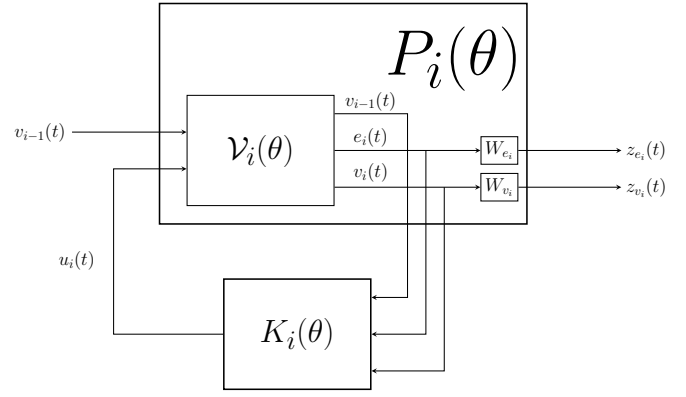 P_i(θ)
v_{i−1}(t)
v_{i−1}(t)
𝒱_i(θ)
e_i(t)
W_{e_i}
z_{e_i}(t)
v_i(t)
W_{v_i}
z_{v_i}(t)
u_i(t)
K_i(θ)